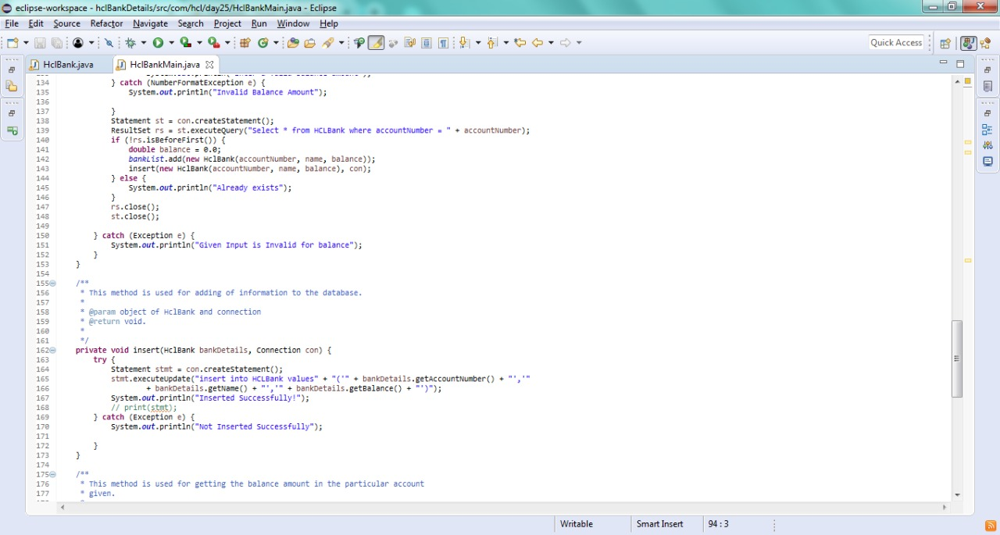 eclipse-workspace - hclBankDetails/src/com/hcl/day25/HclBankMain.java - Eclipse
File Edit Source Refactor Navigate Search Project Run Window Help
Quick Access
HclBank.java HclBankMain.java
134 } catch (NumberFormatException e) {
135 System.out.println("Invalid Balance Amount");
136
137 }
138 Statement st = con.createStatement();
139 ResultSet rs = st.executeQuery("Select * from HCLBank where accountNumber = " + accountNumber);
140 if (!rs.isBeforeFirst()) {
141 double balance = 0.0;
142 bankList.add(new HclBank(accountNumber, name, balance));
143 insert(new HclBank(accountNumber, name, balance), con);
144 } else {
145 System.out.println("Already exists");
146 }
147 rs.close();
148 st.close();
149
150 } catch (Exception e) {
151 System.out.println("Given Input is Invalid for balance");
152 }
153 }
154
155 /**
156 * This method is used for adding of information to the database.
157 *
158 * @param object of HclBank and connection
159 * @return void.
160 *
161 */
162 private void insert(HclBank bankDetails, Connection con) {
163 try {
164 Statement stmt = con.createStatement();
165 stmt.executeUpdate("insert into HCLBank values" + "('" + bankDetails.getAccountNumber() + "','"
166 + bankDetails.getName() + "','" + bankDetails.getBalance() + "')");
167 System.out.println("Inserted Successfully!");
168 // print(stmt);
169 } catch (Exception e) {
170 System.out.println("Not Inserted Successfully");
171
172 }
173 }
174
175 /**
176 * This method is used for getting the balance amount in the particular account
177 * given.
Writable Smart Insert 94 : 3